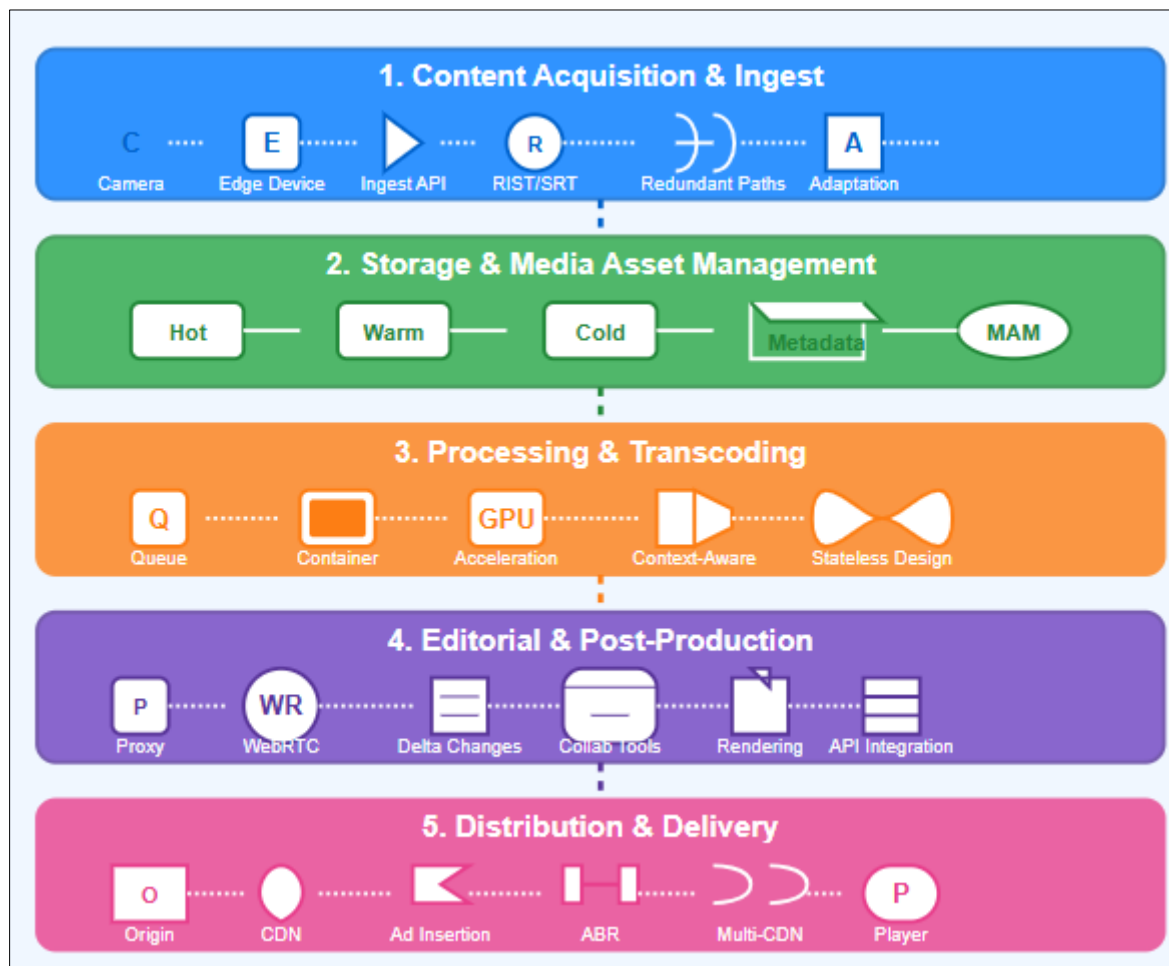 1. Content Acquisition & Ingest
C E R A
Camera Edge Device Ingest API RIST/SRT Redundant Paths Adaptation
2. Storage & Media Asset Management
Hot Warm Cold Metadata MAM
3. Processing & Transcoding
Q GPU
Queue Container Acceleration Context-Aware Stateless Design
4. Editorial & Post-Production
P WR
Proxy WebRTC Delta Changes Collab Tools Rendering API Integration
5. Distribution & Delivery
O P
Origin CDN Ad Insertion ABR Multi-CDN Player